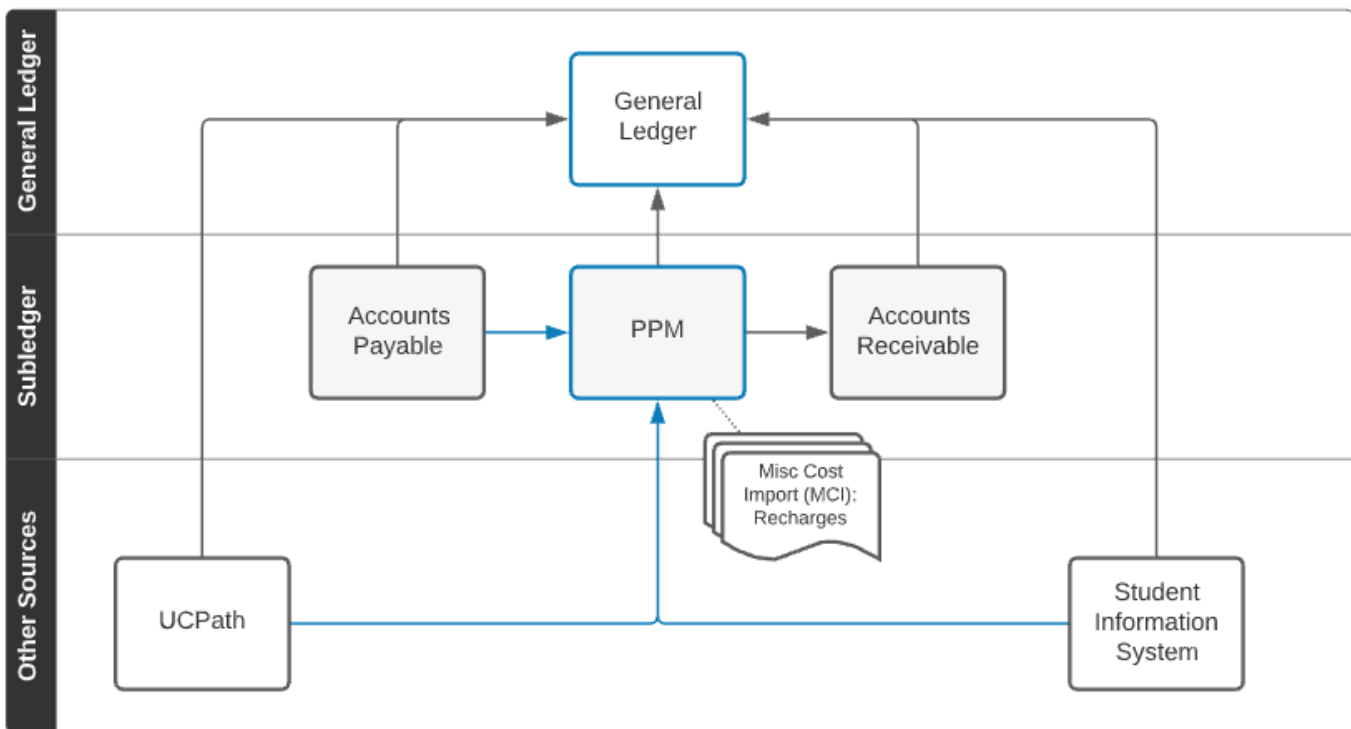 General Ledger
General
Ledger
Subledger
Accounts
Payable
PPM
Accounts
Receivable
Other Sources
Misc Cost
Import (MCI):
Recharges
UCPath
Student
Information
System